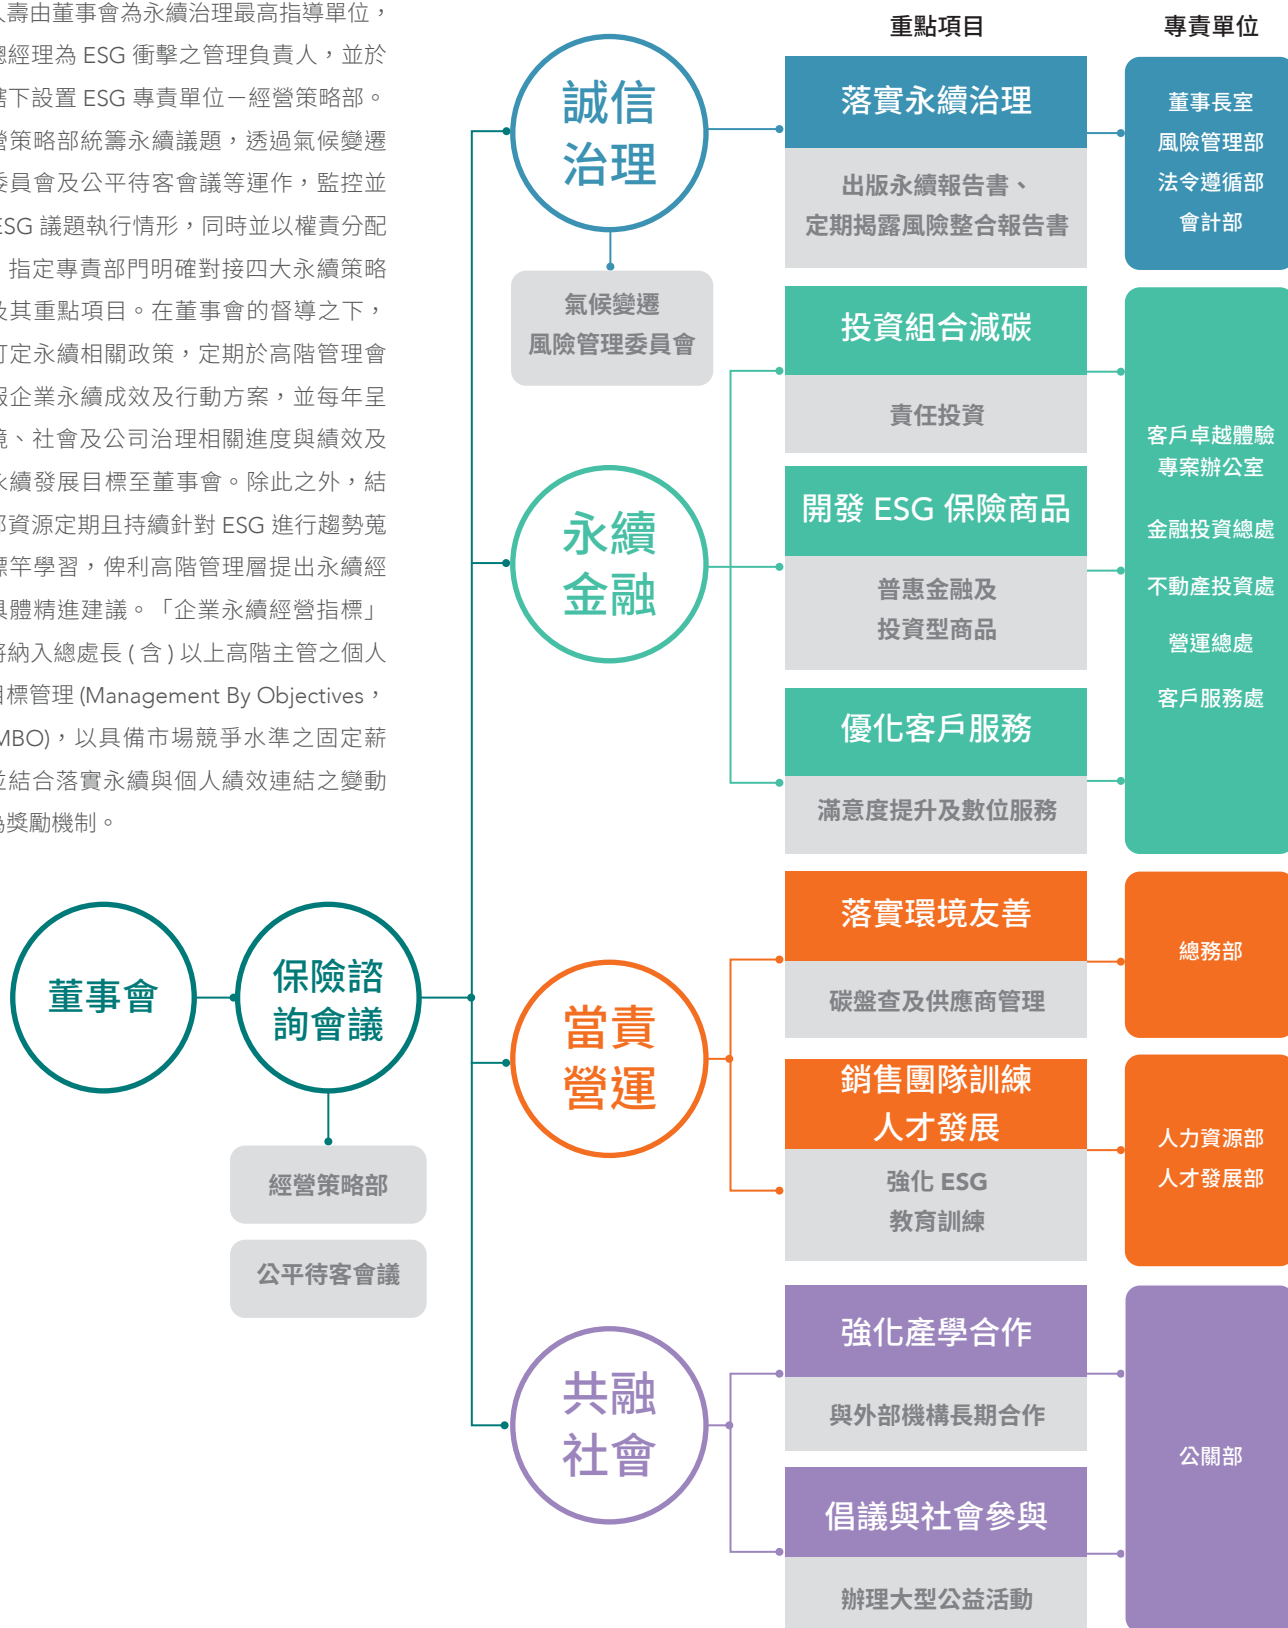 人壽由董事會為永續治理最高指導單位，
總經理為 ESG 衝擊之管理負責人，並於
轄下設置 ESG 專責單位－經營策略部。
營策略部統籌永續議題，透過氣候變遷
委員會及公平待客會議等運作，監控並
ESG 議題執行情形，同時並以權責分配
，指定專責部門明確對接四大永續策略
及其重點項目。在董事會的督導之下，
訂定永續相關政策，定期於高階管理會
報企業永續成效及行動方案，並每年呈
境、社會及公司治理相關進度與績效及
永續發展目標至董事會。除此之外，結
部資源定期且持續針對 ESG 進行趨勢蒐
標竿學習，俾利高階管理層提出永續經
具體精進建議。「企業永續經營指標」
將納入總處長 ( 含 ) 以上高階主管之個人
目標管理 (Management By Objectives，
MBO)，以具備市場競爭水準之固定薪
並結合落實永續與個人績效連結之變動
為獎勵機制。
董事會
保險諮
詢會議
經營策略部
公平待客會議
重點項目
專責單位
誠信
治理
氣候變遷
風險管理委員會
落實永續治理
出版永續報告書、
定期揭露風險整合報告書
董事長室
風險管理部
法令遵循部
會計部
永續
金融
投資組合減碳
責任投資
開發 ESG 保險商品
普惠金融及
投資型商品
優化客戶服務
滿意度提升及數位服務
客戶卓越體驗
專案辦公室
金融投資總處
不動產投資處
營運總處
客戶服務處
當責
營運
落實環境友善
碳盤查及供應商管理
總務部
銷售團隊訓練
人才發展
強化 ESG
教育訓練
人力資源部
人才發展部
共融
社會
強化產學合作
與外部機構長期合作
倡議與社會參與
辦理大型公益活動
公關部